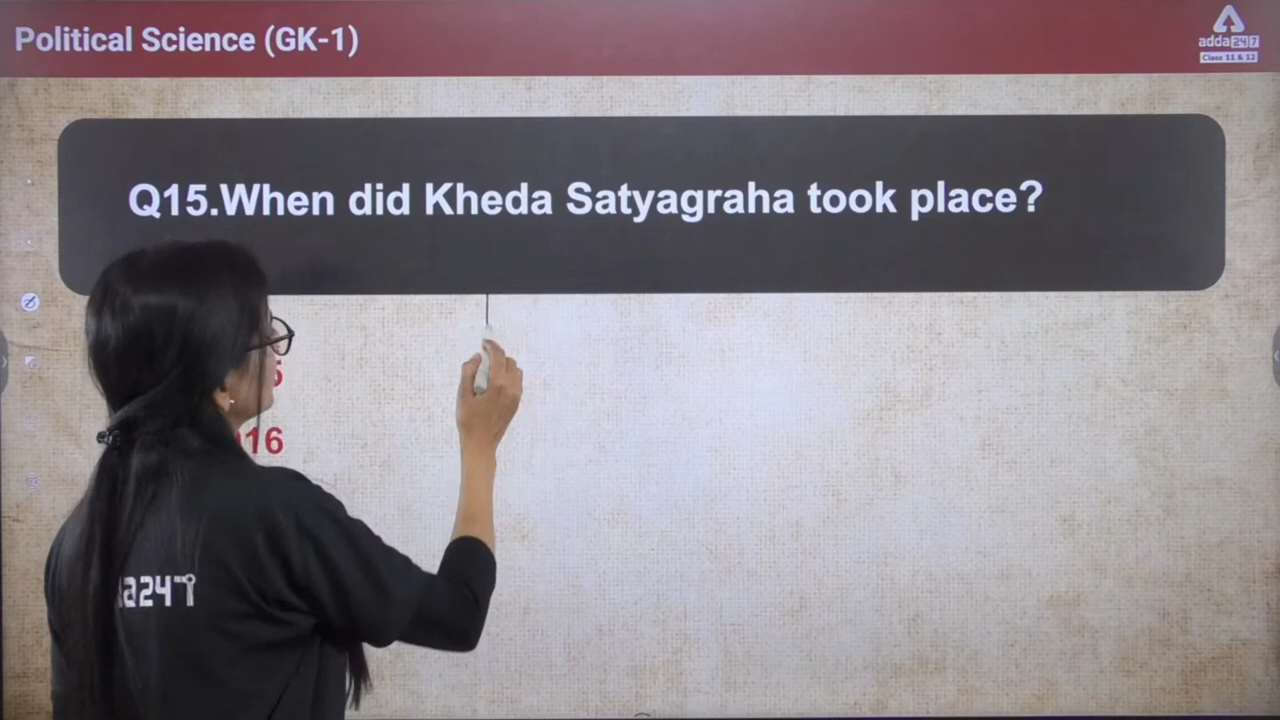 Political Science (GK-1)
adda247
Class 11 & 12
Q15.When did Kheda Satyagraha took place?